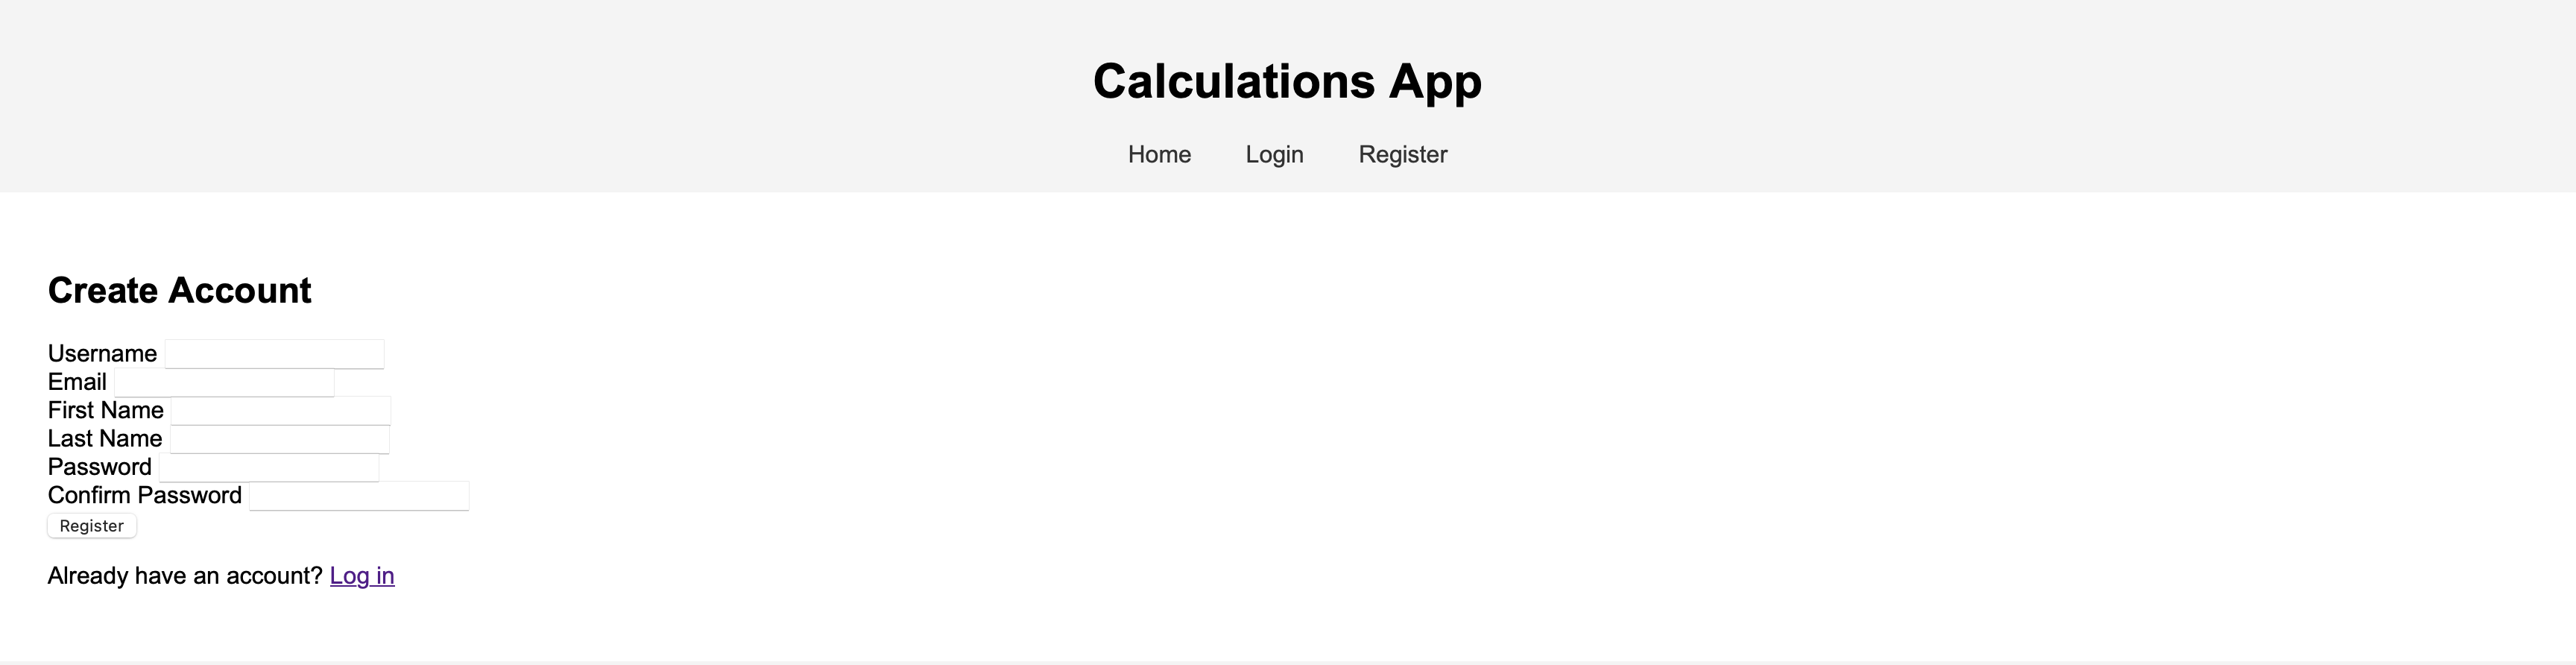 Calculations App
Home Login Register
Create Account
Username
Email
First Name
Last Name
Password
Confirm Password
Register
Already have an account? Log in